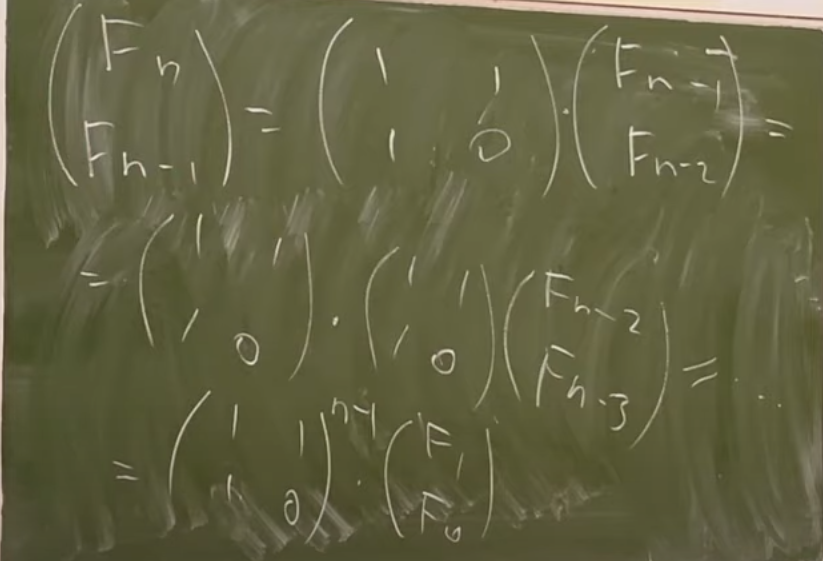 $\begin{pmatrix} F_n \\ F_{n-1} \end{pmatrix} = \begin{pmatrix} 1 & 1 \\ 1 & 0 \end{pmatrix} \cdot \begin{pmatrix} F_{n-1} \\ F_{n-2} \end{pmatrix} =$
$= \begin{pmatrix} 1 & 1 \\ 1 & 0 \end{pmatrix} \cdot \begin{pmatrix} 1 & 1 \\ 1 & 0 \end{pmatrix} \begin{pmatrix} F_{n-2} \\ F_{n-3} \end{pmatrix} = \dots$
$= \begin{pmatrix} 1 & 1 \\ 1 & 0 \end{pmatrix}^{n-1} \cdot \begin{pmatrix} F_1 \\ F_0 \end{pmatrix}$